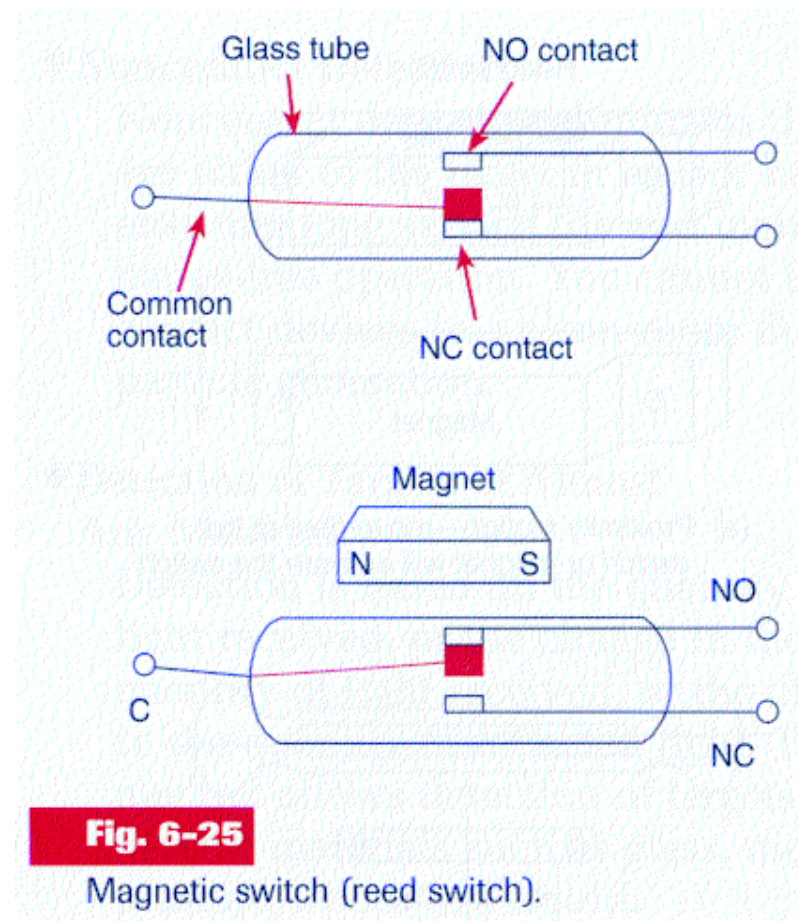 Glass tube
NO contact
Common
contact
NC contact
Magnet
N
S
NO
C
NC
Fig. 6-25
Magnetic switch (reed switch).